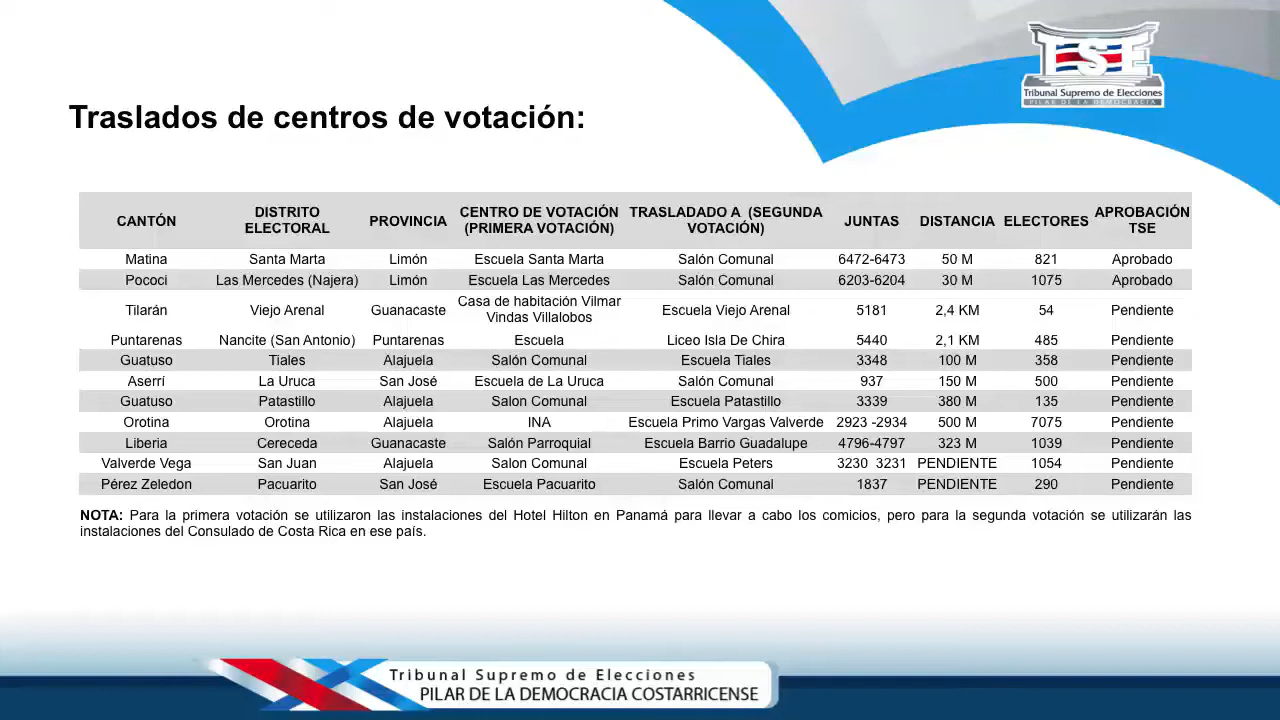 TSE
Tribunal Supremo de Elecciones
PILAR DE LA DEMOCRACIA
Traslados de centros de votación:
CANTÓN DISTRITO ELECTORAL PROVINCIA CENTRO DE VOTACIÓN (PRIMERA VOTACIÓN) TRASLADADO A (SEGUNDA VOTACIÓN) JUNTAS DISTANCIA ELECTORES APROBACIÓN TSE
Matina Santa Marta Limón Escuela Santa Marta Salón Comunal 6472-6473 50 M 821 Aprobado
Pococí Las Mercedes (Najera) Limón Escuela Las Mercedes Salón Comunal 6203-6204 30 M 1075 Aprobado
Tilarán Viejo Arenal Guanacaste Casa de habitación Vilmar Vindas Villalobos Escuela Viejo Arenal 5181 2,4 KM 54 Pendiente
Puntarenas Nancite (San Antonio) Puntarenas Escuela Liceo Isla De Chira 5440 2,1 KM 485 Pendiente
Guatuso Tiales Alajuela Salón Comunal Escuela Tiales 3348 100 M 358 Pendiente
Aserrí La Uruca San José Escuela de La Uruca Salón Comunal 937 150 M 500 Pendiente
Guatuso Patastillo Alajuela Salon Comunal Escuela Patastillo 3339 380 M 135 Pendiente
Orotina Orotina Alajuela INA Escuela Primo Vargas Valverde 2923 -2934 500 M 7075 Pendiente
Liberia Cereceda Guanacaste Salón Parroquial Escuela Barrio Guadalupe 4796-4797 323 M 1039 Pendiente
Valverde Vega San Juan Alajuela Salon Comunal Escuela Peters 3230 3231 PENDIENTE 1054 Pendiente
Pérez Zeledon Pacuarito San José Escuela Pacuarito Salón Comunal 1837 PENDIENTE 290 Pendiente
NOTA: Para la primera votación se utilizaron las instalaciones del Hotel Hilton en Panamá para llevar a cabo los comicios, pero para la segunda votación se utilizarán las
instalaciones del Consulado de Costa Rica en ese país.
Tribunal Supremo de Elecciones
PILAR DE LA DEMOCRACIA COSTARRICENSE